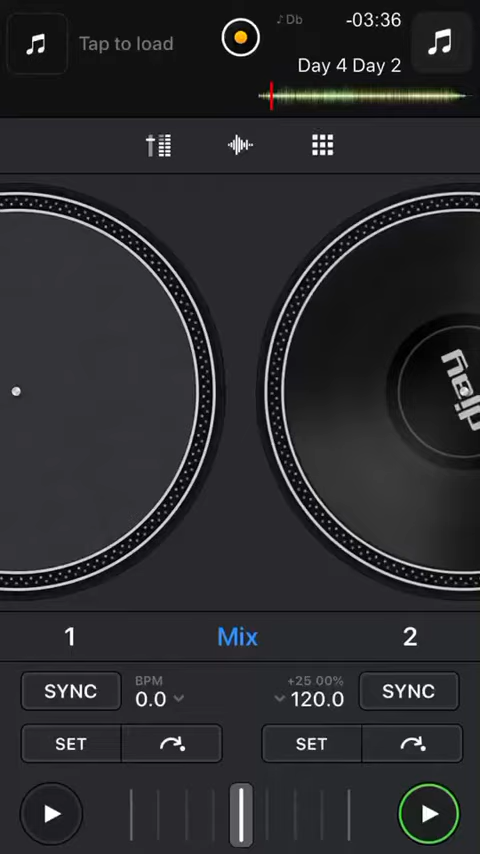 ♪Db
-03:36
Tap to load
Day 4 Day 2
djay
1
Mix
2
SYNC
BPM
0.0
+25.00%
120.0
SYNC
SET
SET